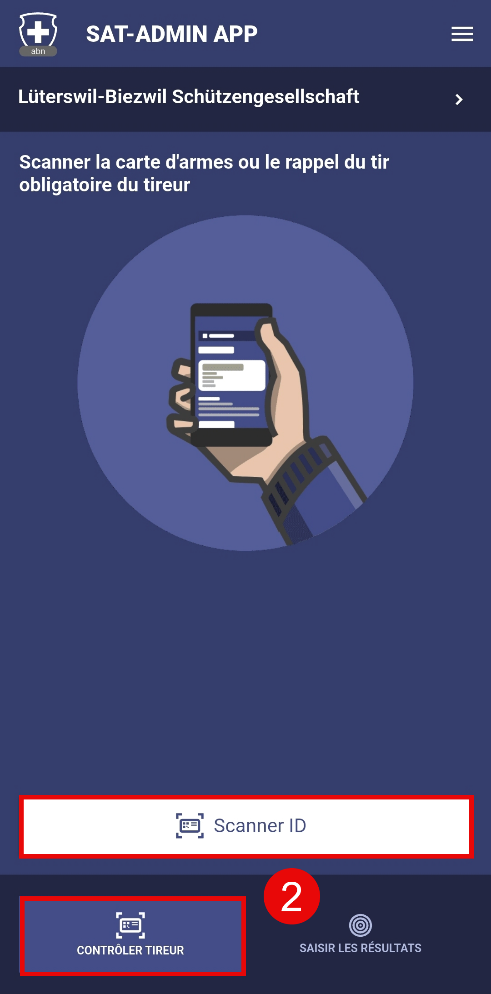 abn
SAT-ADMIN APP
Lüterswil-Biezwil Schützengesellschaft
Scanner la carte d'armes ou le rappel du tir
obligatoire du tireur
Scanner ID
2
CONTRÔLER TIREUR
SAISIR LES RÉSULTATS